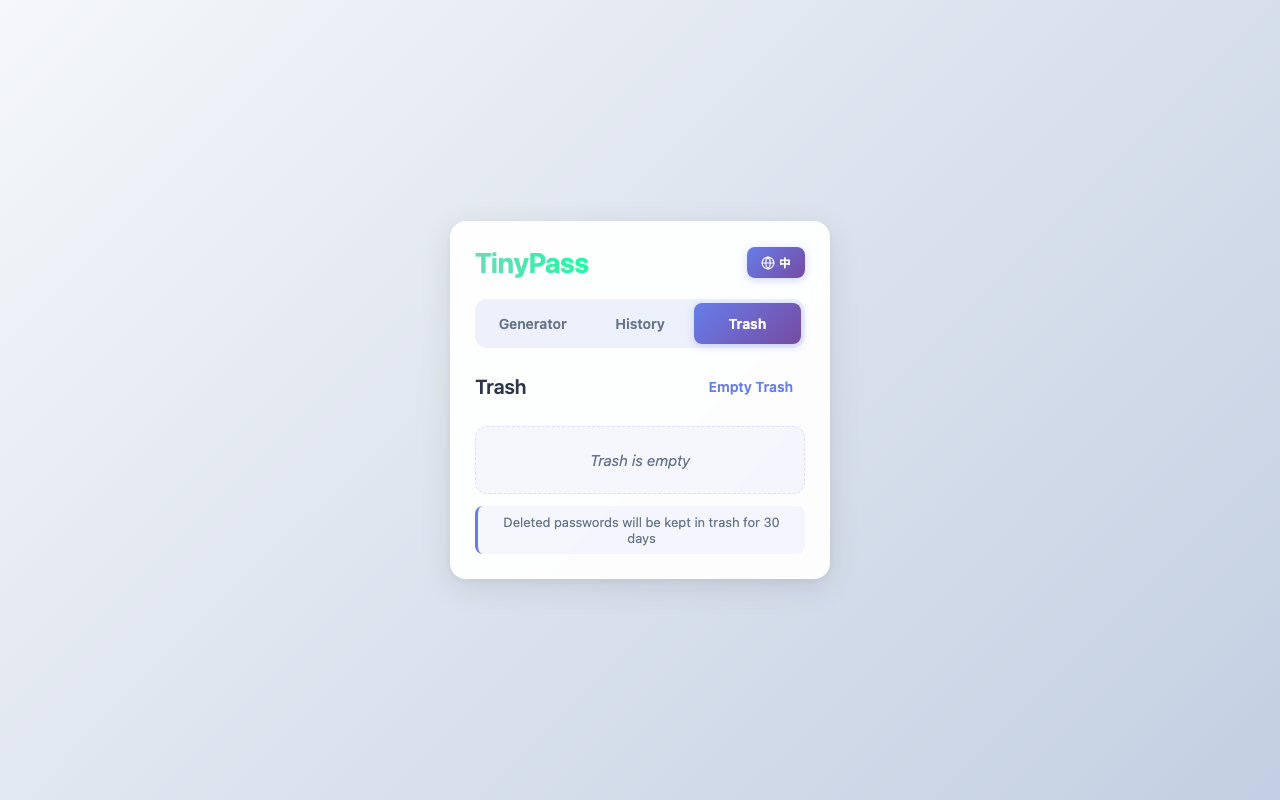 TinyPass
中
Generator
History
Trash
Trash
Empty Trash
Trash is empty
Deleted passwords will be kept in trash for 30
days